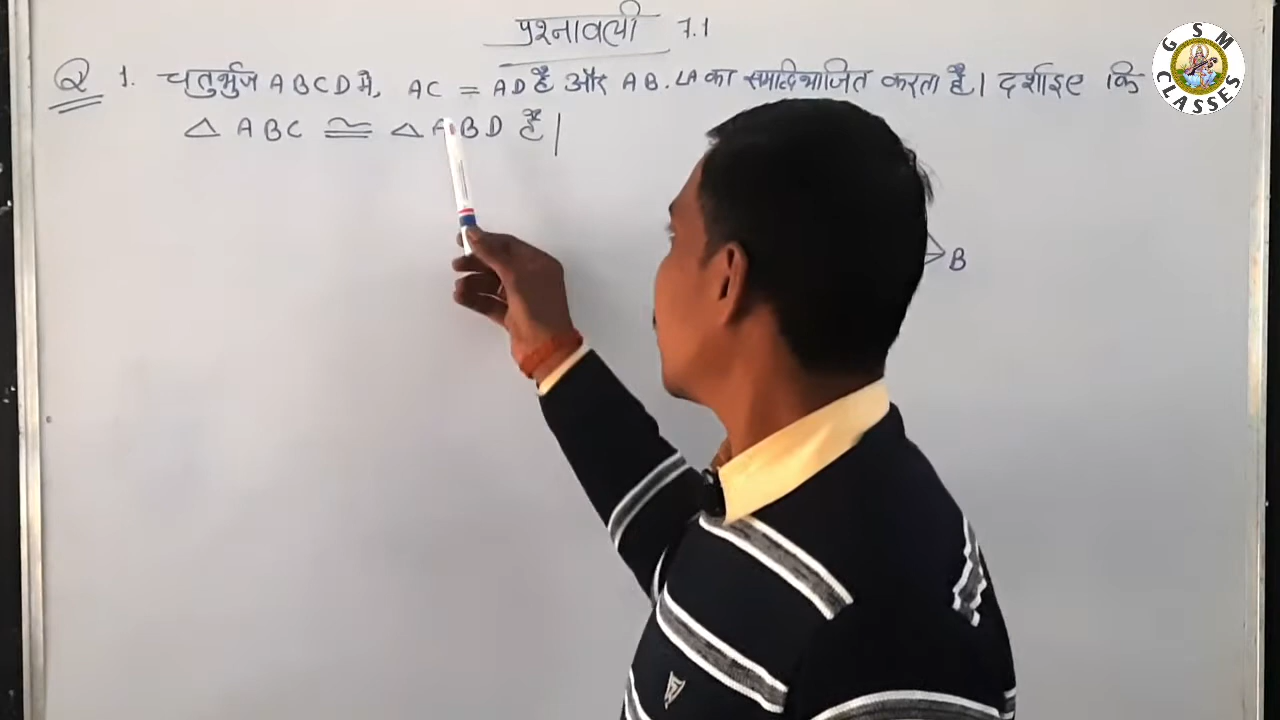 प्रश्नावली 7.1
Q 1. चतुर्भुज ABCD में, AC = AD है और AB, ∠A का समद्विभाजित करता है। दर्शाइए कि
△ ABC ≅ △ ABD है।
B
GSM CLASSES